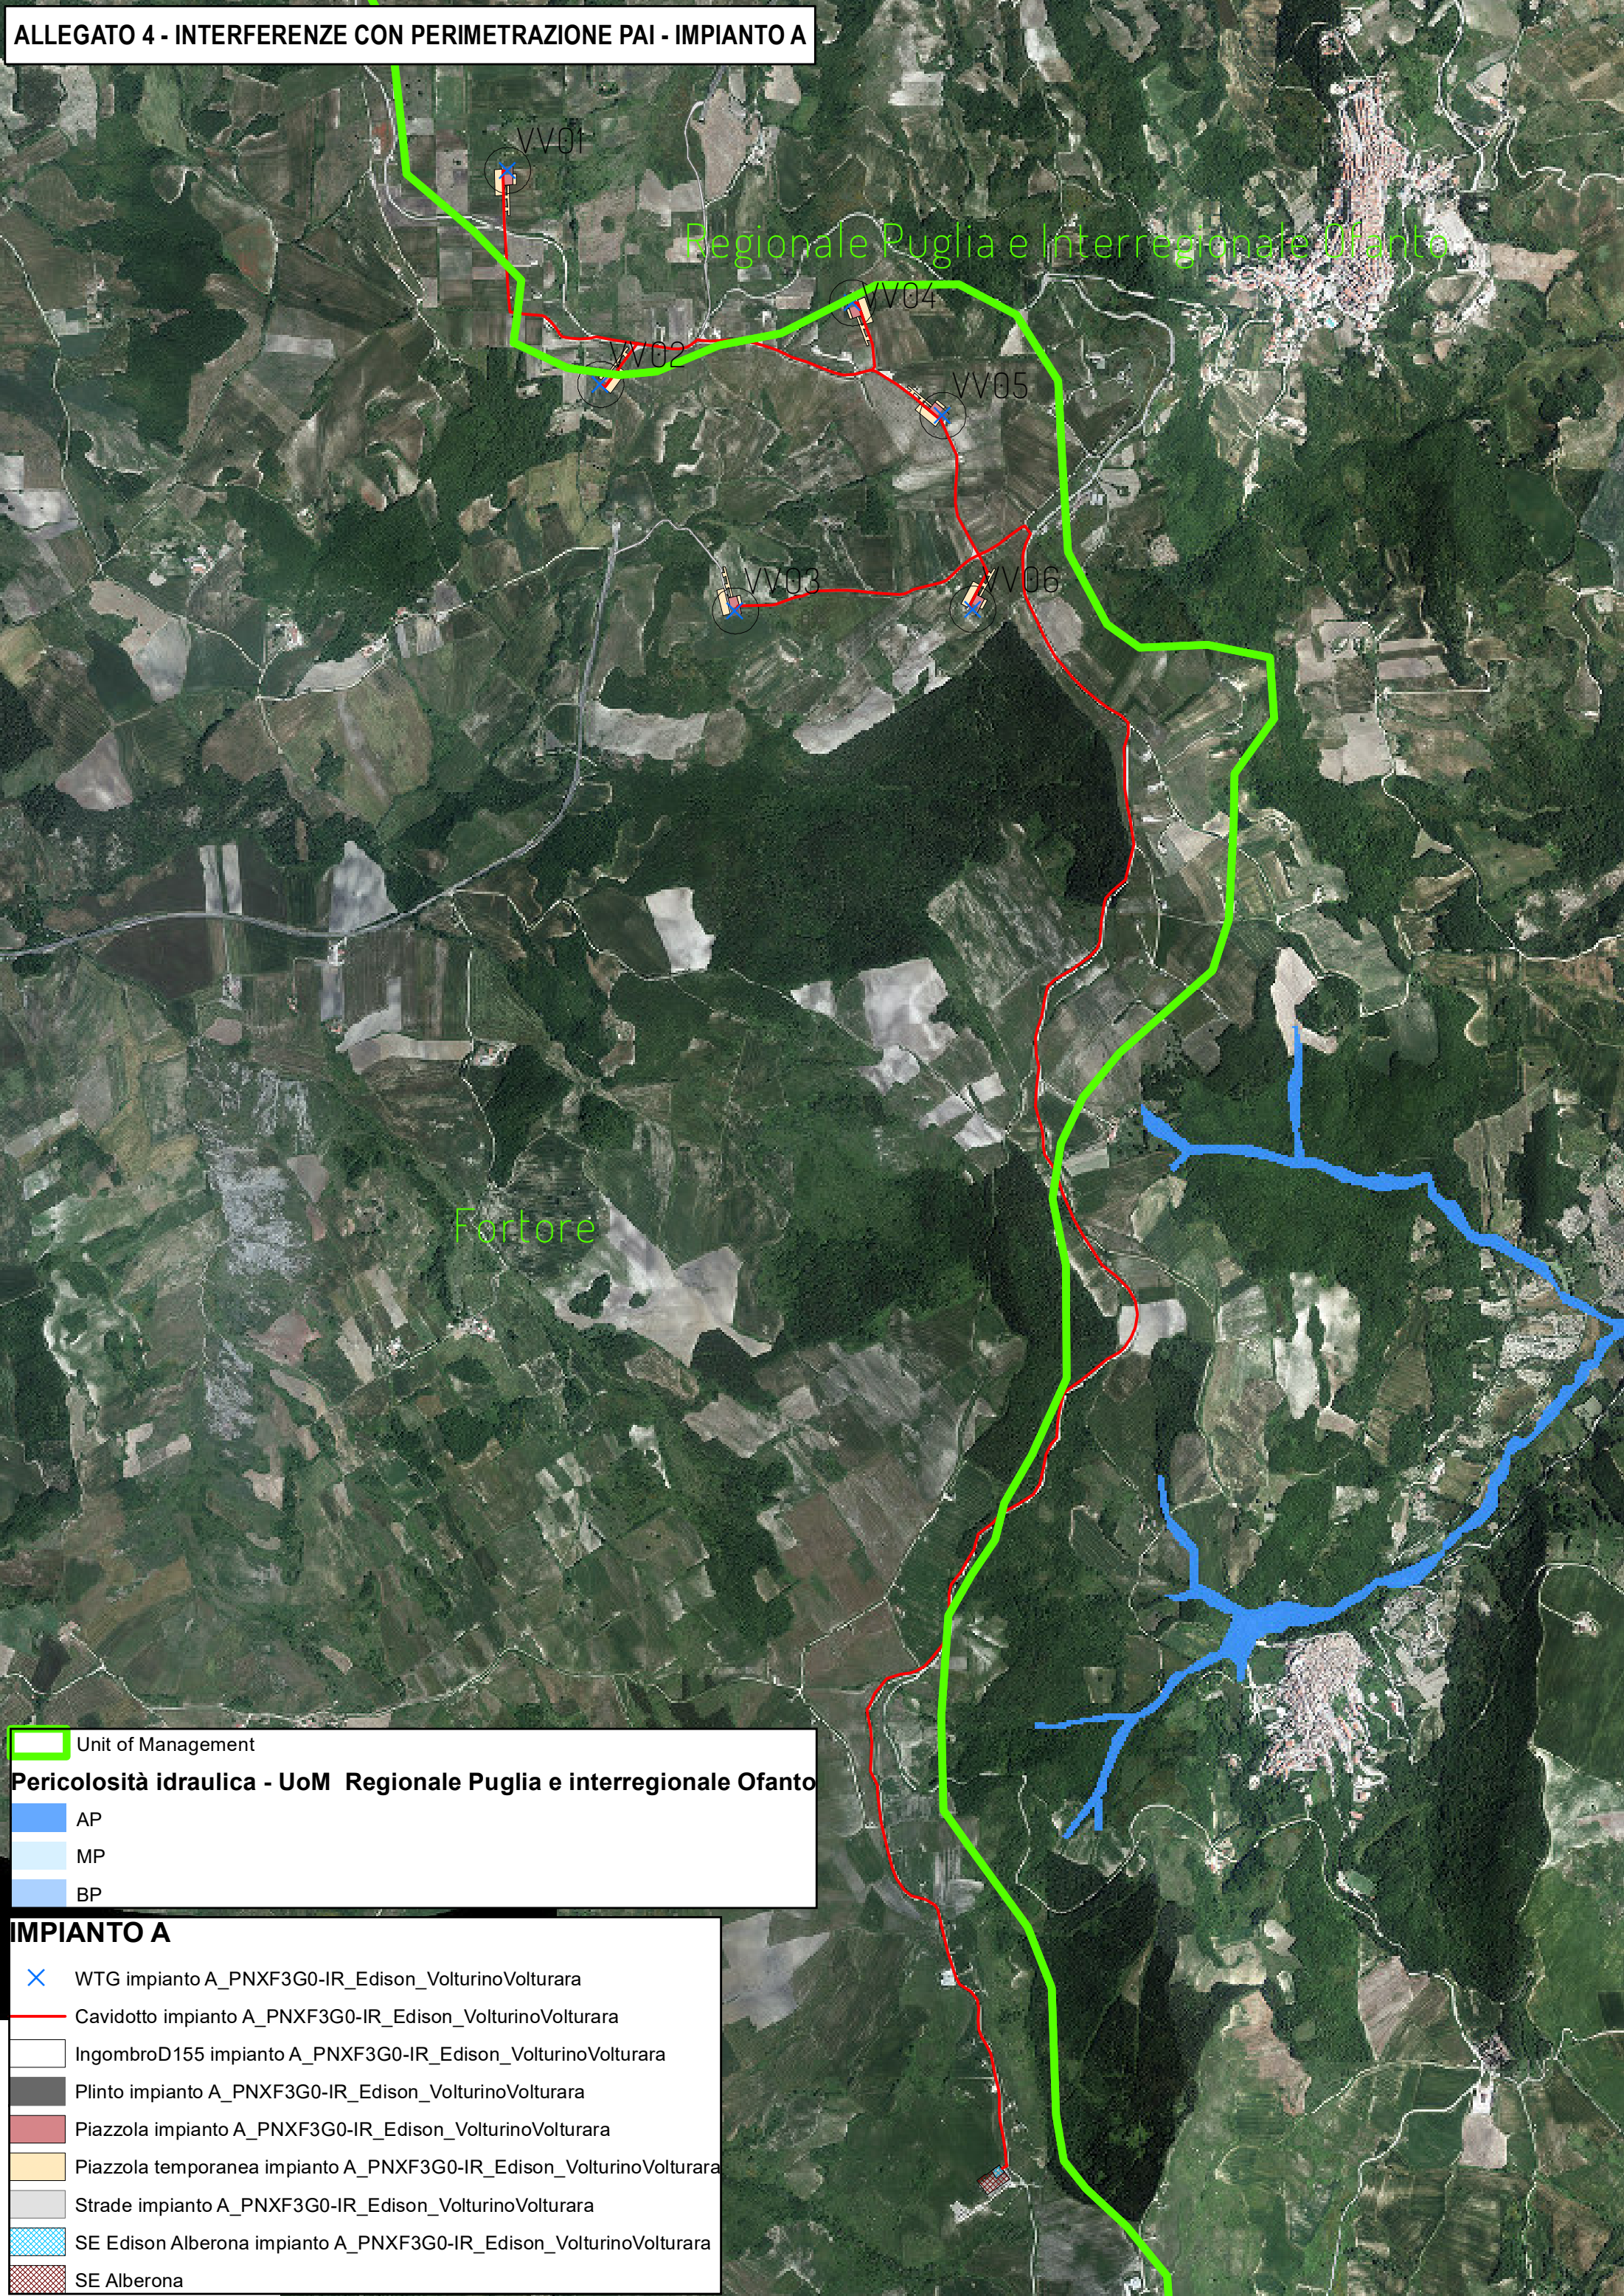 ALLEGATO 4 - INTERFERENZE CON PERIMETRAZIONE PAI - IMPIANTO A
VV01
Regionale Puglia e Interregionale Ofanto
VV04
VV02
VV05
VV03
VV06
Fortore
Unit of Management
Pericolosità idraulica - UoM Regionale Puglia e interregionale Ofanto
AP
MP
BP
IMPIANTO A
WTG impianto A_PNXF3G0-IR_Edison_VolturinoVolturara
Cavidotto impianto A_PNXF3G0-IR_Edison_VolturinoVolturara
IngombroD155 impianto A_PNXF3G0-IR_Edison_VolturinoVolturara
Plinto impianto A_PNXF3G0-IR_Edison_VolturinoVolturara
Piazzola impianto A_PNXF3G0-IR_Edison_VolturinoVolturara
Piazzola temporanea impianto A_PNXF3G0-IR_Edison_VolturinoVolturara
Strade impianto A_PNXF3G0-IR_Edison_VolturinoVolturara
SE Edison Alberona impianto A_PNXF3G0-IR_Edison_VolturinoVolturara
SE Alberona